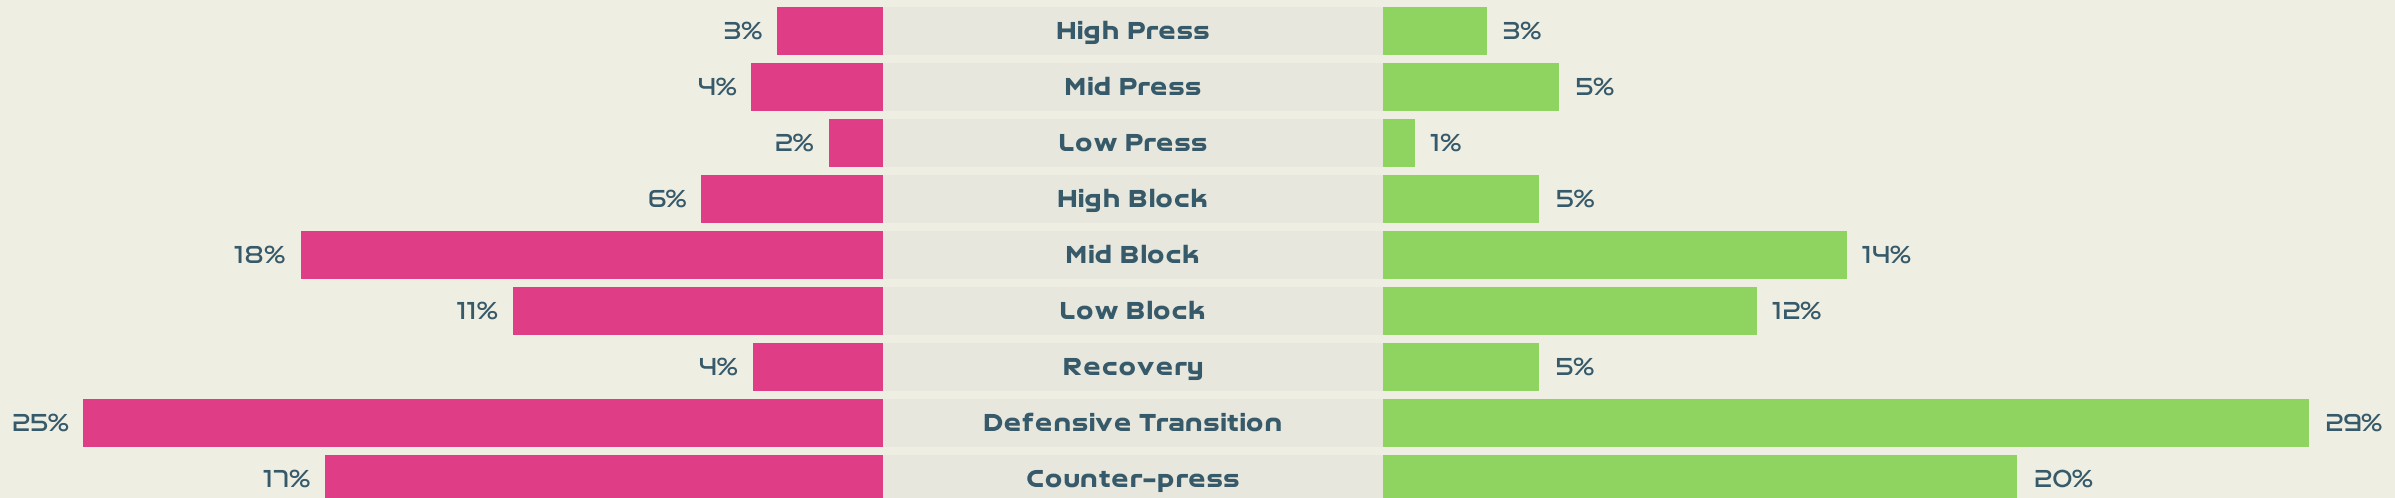 3% High Press 3%
4% Mid Press 5%
2% Low Press 1%
6% High Block 5%
18% Mid Block 14%
11% Low Block 12%
4% Recovery 5%
25% Defensive Transition 29%
17% Counter-press 20%